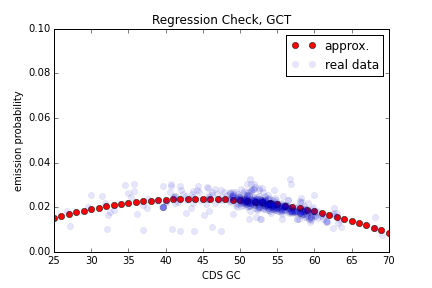 Regression Check, GCT
approx.
real data
emission probability
0.10
0.08
0.06
0.04
0.02
0.00
25 30 35 40 45 50 55 60 65 70
CDS GC